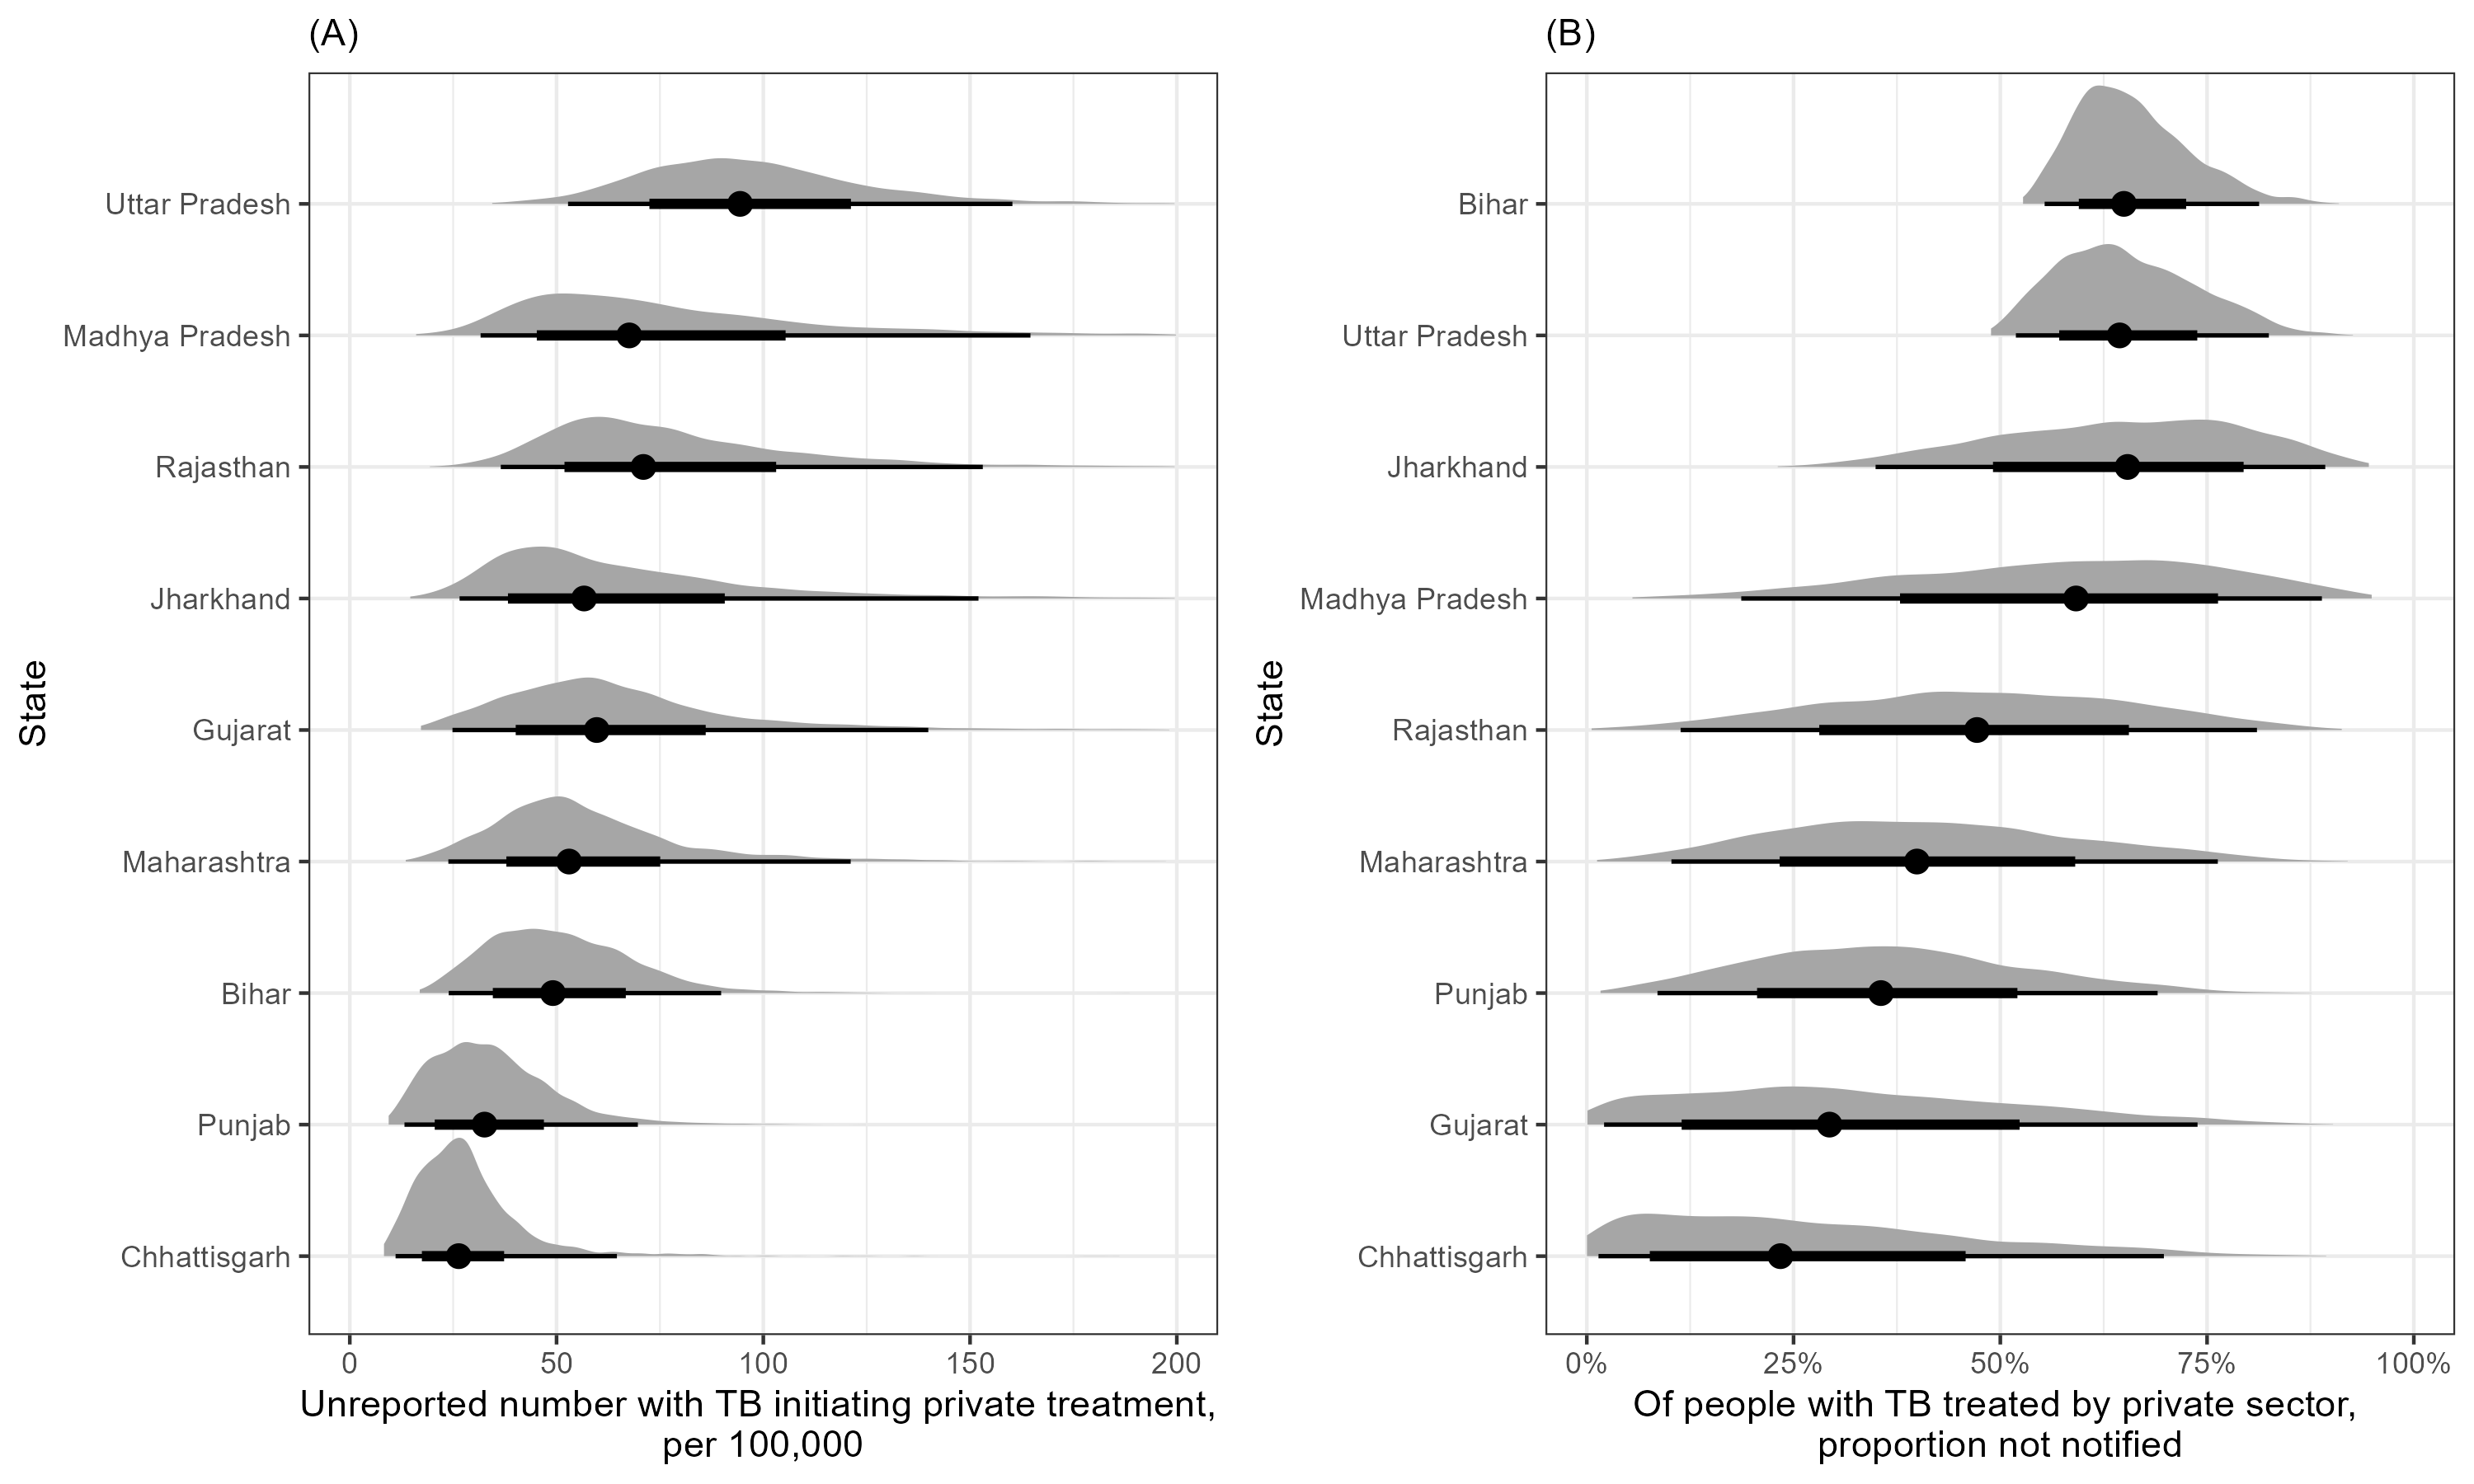 (A)
State
Uttar Pradesh
Madhya Pradesh
Rajasthan
Jharkhand
Gujarat
Maharashtra
Bihar
Punjab
Chhattisgarh
0 50 100 150 200
Unreported number with TB initiating private treatment,
per 100,000
(B)
State
Bihar
Uttar Pradesh
Jharkhand
Madhya Pradesh
Rajasthan
Maharashtra
Punjab
Gujarat
Chhattisgarh
0% 25% 50% 75% 100%
Of people with TB treated by private sector,
proportion not notified